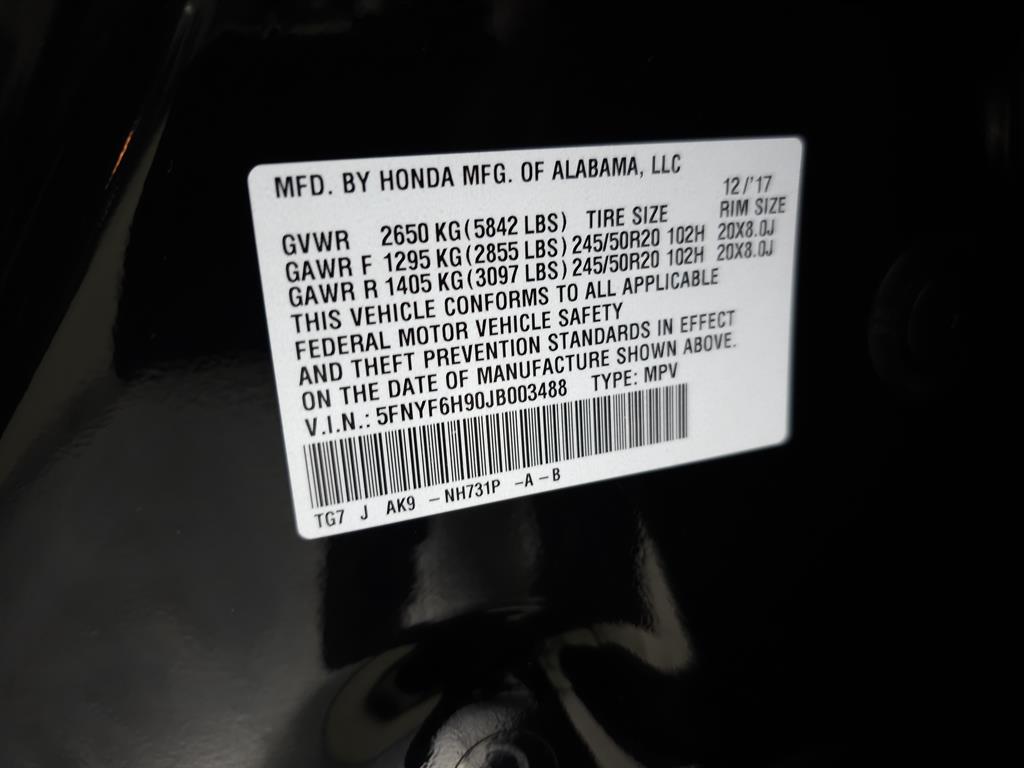 MFD. BY HONDA MFG. OF ALABAMA, LLC
12/'17
GVWR 2650 KG (5842 LBS) TIRE SIZE RIM SIZE
GAWR F 1295 KG (2855 LBS) 245/50R20 102H 20X8.0J
GAWR R 1405 KG (3097 LBS) 245/50R20 102H 20X8.0J
THIS VEHICLE CONFORMS TO ALL APPLICABLE
FEDERAL MOTOR VEHICLE SAFETY
AND THEFT PREVENTION STANDARDS IN EFFECT
ON THE DATE OF MANUFACTURE SHOWN ABOVE.
V.I.N.: 5FNYF6H90JB003488 TYPE: MPV
TG7 J AK9 -NH731P -A-B